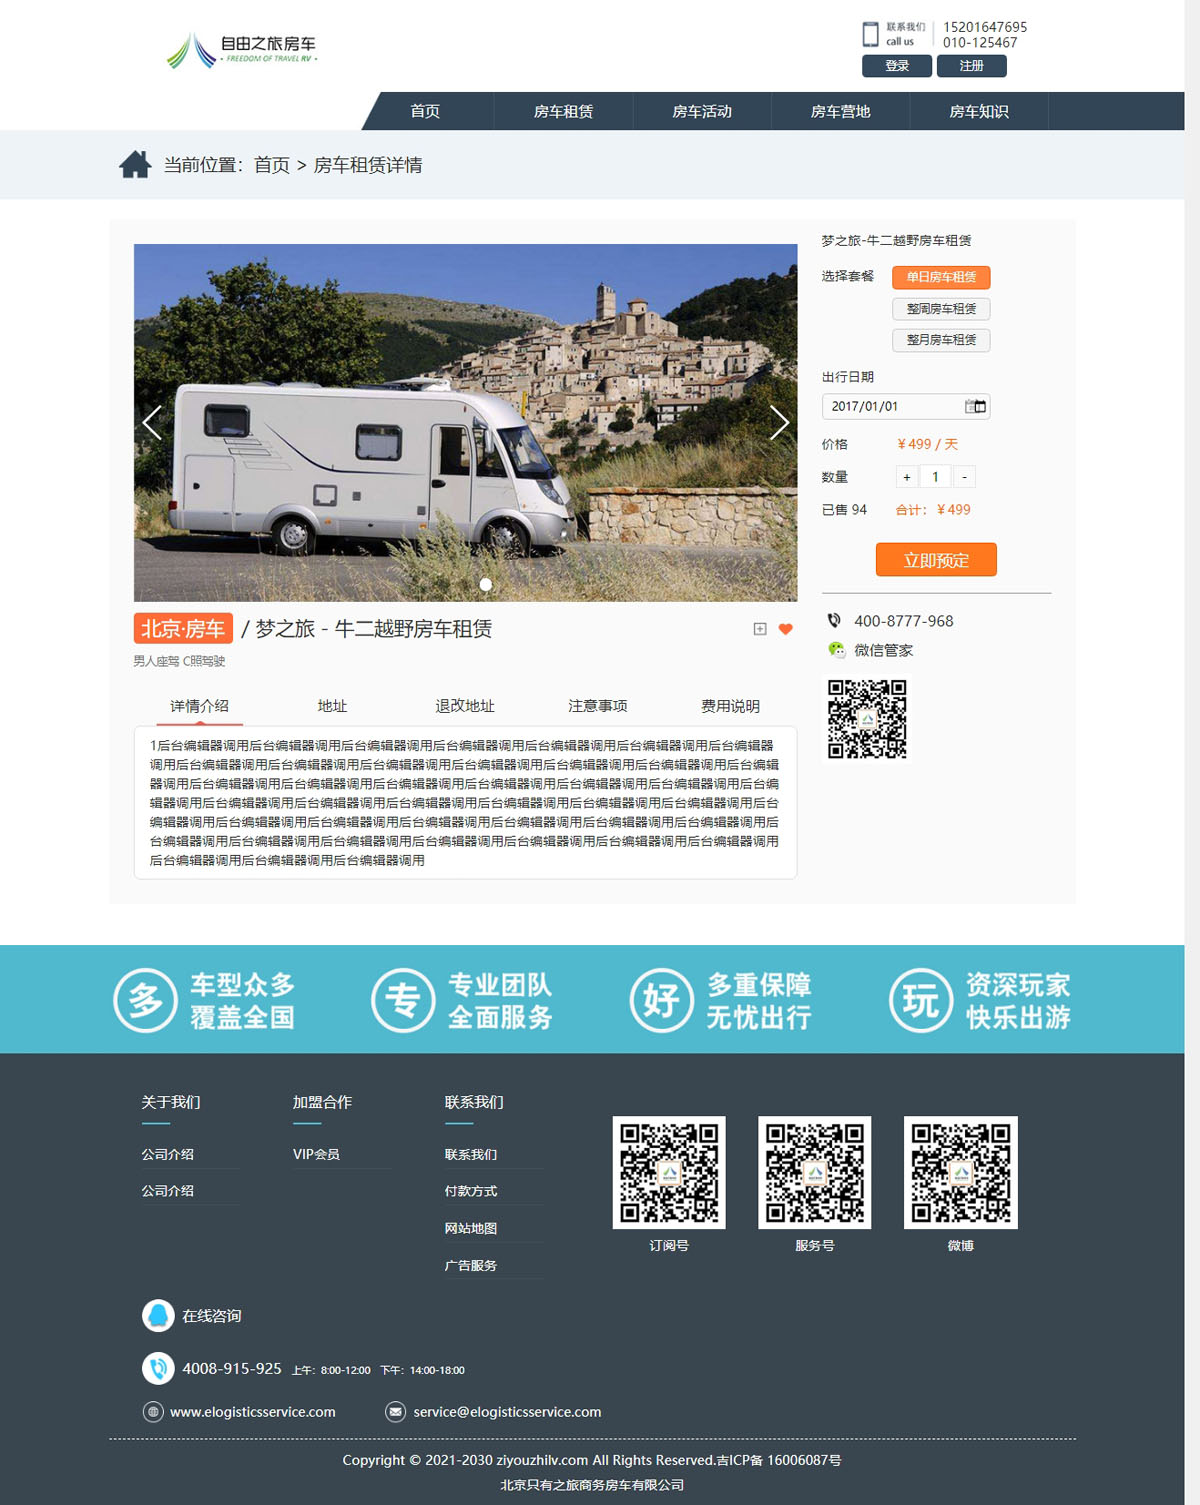 自由之旅房车
FREEDOM OF TRAVEL RV
联系我们
call us
15201647695
010-125467
登录
注册
首页
房车租赁
房车活动
房车营地
房车知识
当前位置：首页 > 房车租赁详情
梦之旅-牛二越野房车租赁
选择套餐
单日房车租赁
整周房车租赁
整月房车租赁
出行日期
2017/01/01
价格 ￥499 / 天
数量 + 1 -
已售 94 合计：￥499
立即预定
400-8777-968
微信管家
北京·房车 / 梦之旅 - 牛二越野房车租赁
男人座驾 C照驾驶
详情介绍
地址
退改地址
注意事项
费用说明
1后台编辑器调用后台编辑器调用后台编辑器调用后台编辑器调用后台编辑器调用后台编辑器调用后台编辑器
调用后台编辑器调用后台编辑器调用后台编辑器调用后台编辑器调用后台编辑器调用后台编辑器调用后台编辑
器调用后台编辑器调用后台编辑器调用后台编辑器调用后台编辑器调用后台编辑器调用后台编辑器调用后台编
辑器调用后台编辑器调用后台编辑器调用后台编辑器调用后台编辑器调用后台编辑器调用后台编辑器调用后台
编辑器调用后台编辑器调用后台编辑器调用后台编辑器调用后台编辑器调用后台编辑器调用后台编辑器调用后
台编辑器调用后台编辑器调用后台编辑器调用后台编辑器调用后台编辑器调用后台编辑器调用后台编辑器调用
后台编辑器调用后台编辑器调用后台编辑器调用
多 车型众多
覆盖全国
专 专业团队
全面服务
好 多重保障
无忧出行
玩 资深玩家
快乐出游
关于我们
公司介绍
公司介绍
加盟合作
VIP会员
联系我们
联系我们
付款方式
网站地图
广告服务
订阅号
服务号
微博
在线咨询
4008-915-925 上午：8:00-12:00 下午：14:00-18:00
www.elogisticsservice.com
service@elogisticsservice.com
Copyright © 2021-2030 ziyouzhilv.com All Rights Reserved.吉ICP备 16006087号
北京只有之旅商务房车有限公司